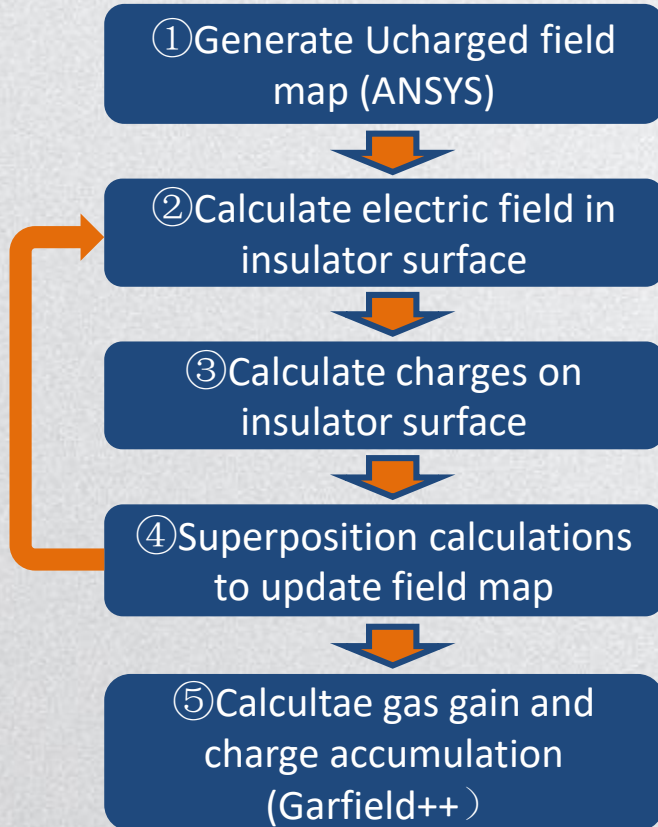 ①Generate Ucharged field
map (ANSYS)
②Calculate electric field in
insulator surface
③Calculate charges on
insulator surface
④Superposition calculations
to update field map
⑤Calcultae gas gain and
charge accumulation
(Garfield++）